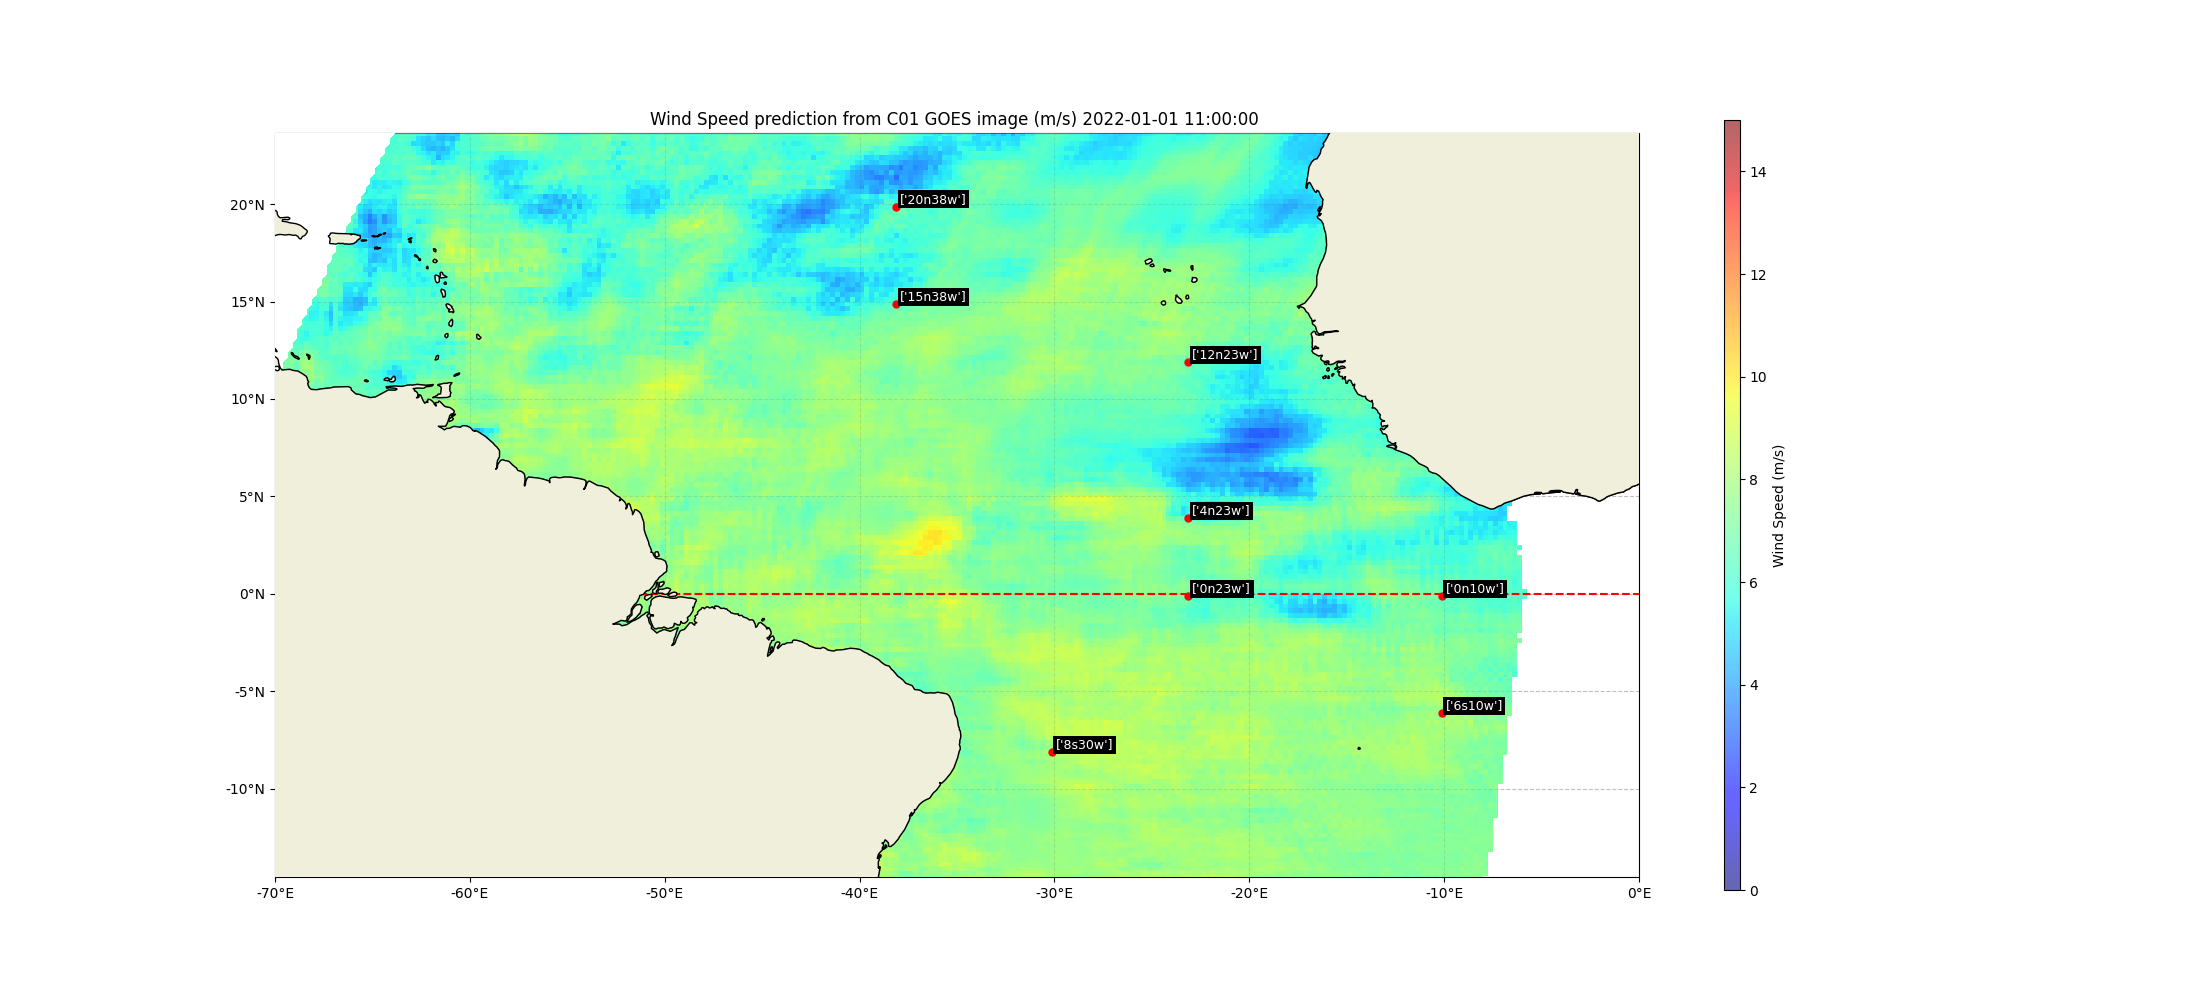 Wind Speed prediction from C01 GOES image (m/s) 2022-01-01 11:00:00
14
20°N
['20n38w']
12
15°N
['15n38w']
['12n23w']
10
10°N
Wind Speed (m/s)
8
5°N
['4n23w']
6
0°N
['0n23w']
['0n10w']
4
-5°N
['6s10w']
['8s30w']
2
-10°N
0
-70°E
-60°E
-50°E
-40°E
-30°E
-20°E
-10°E
0°E